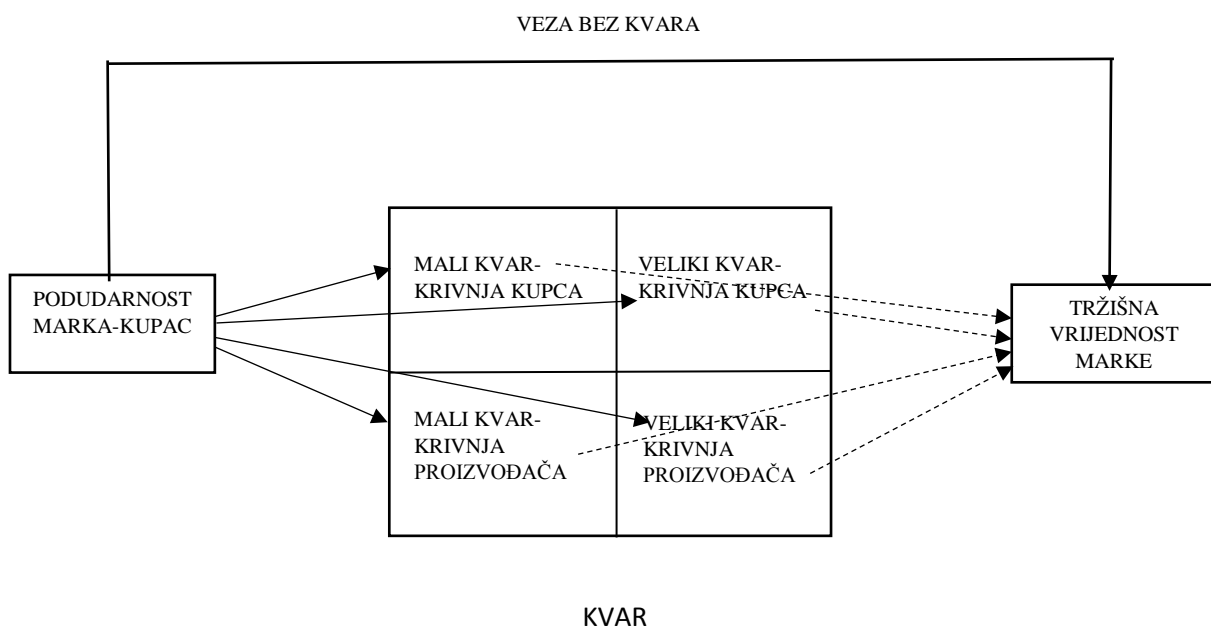 VEZA BEZ KVARA
PODUDARNOST
MARKA-KUPAC
MALI KVAR-
KRIVNJA KUPCA
VELIKI KVAR-
KRIVNJA KUPCA
MALI KVAR-
KRIVNJA
PROIZVOĐAČA
VELIKI KVAR-
KRIVNJA
PROIZVOĐAČA
TRŽIŠNA
VRIJEDNOST
MARKE
KVAR